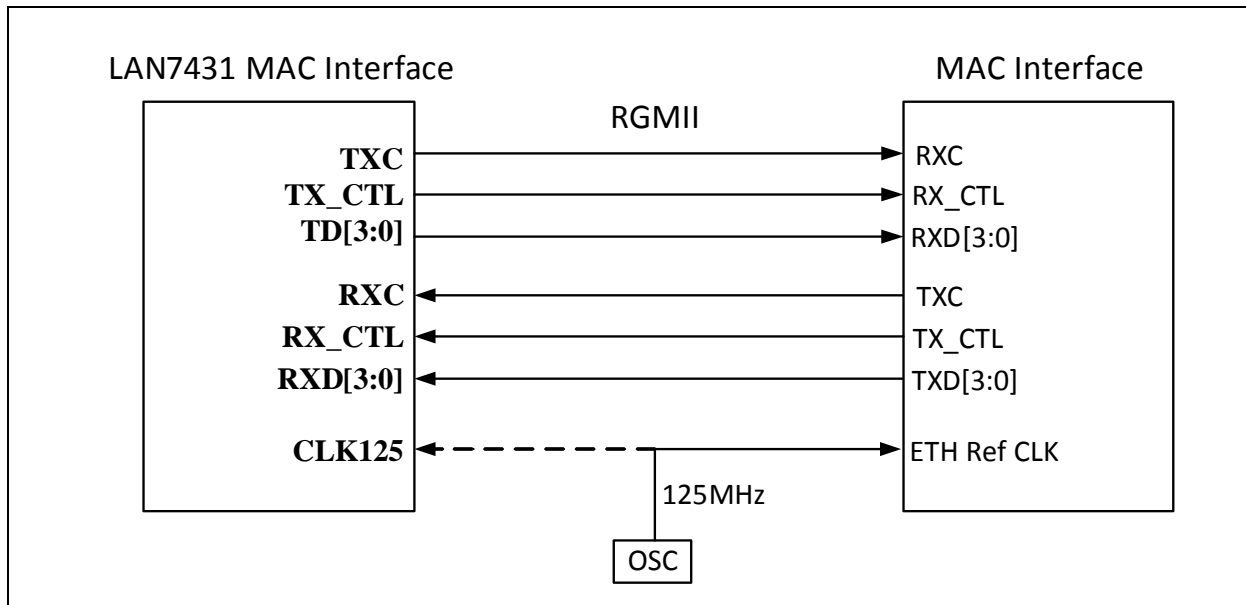 LAN7431 MAC Interface
MAC Interface
RGMII
TXC
RXC
TX_CTL
RX_CTL
TD[3:0]
RXD[3:0]
RXC
TXC
RX_CTL
TX_CTL
RXD[3:0]
TXD[3:0]
CLK125
ETH Ref CLK
125MHz
OSC